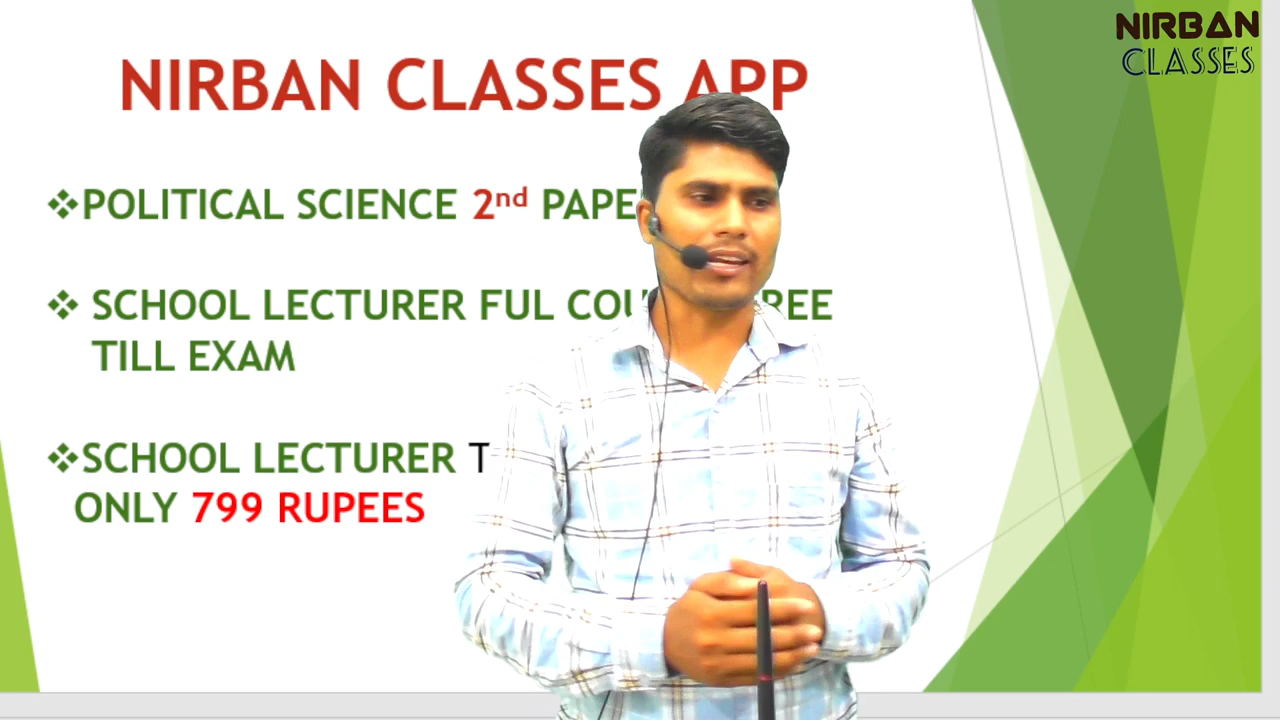 NIRBAN CLASSES APP
NIRBAN
CLASSES
POLITICAL SCIENCE 2nd
SCHOOL LECTURER FUL
TILL EXAM
SCHOOL LECTURER
ONLY 799 RUPEES